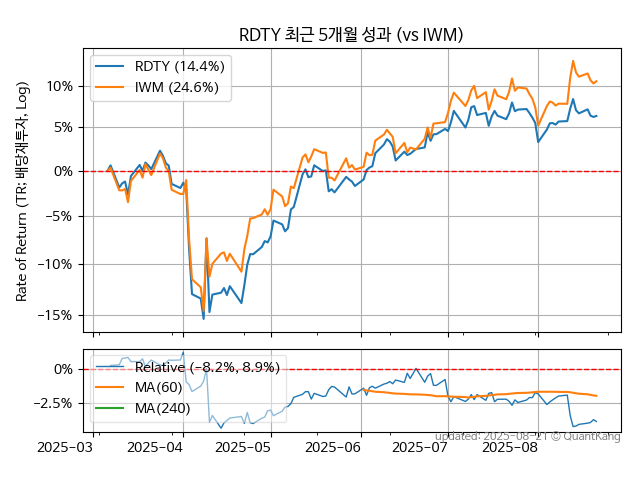 RDTY 최근 5개월 성과 (vs IWM)
RDTY (14.4%)
IWM (24.6%)
Rate of Return (TR: 배당재투자, Log)
10%
5%
0%
−5%
−10%
−15%
Relative (−8.2%, 8.9%)
MA(60)
MA(240)
0%
−2.5%
2025-03
2025-04
2025-05
2025-06
2025-07
2025-08
updated: 2025-08-21 © QuantKang